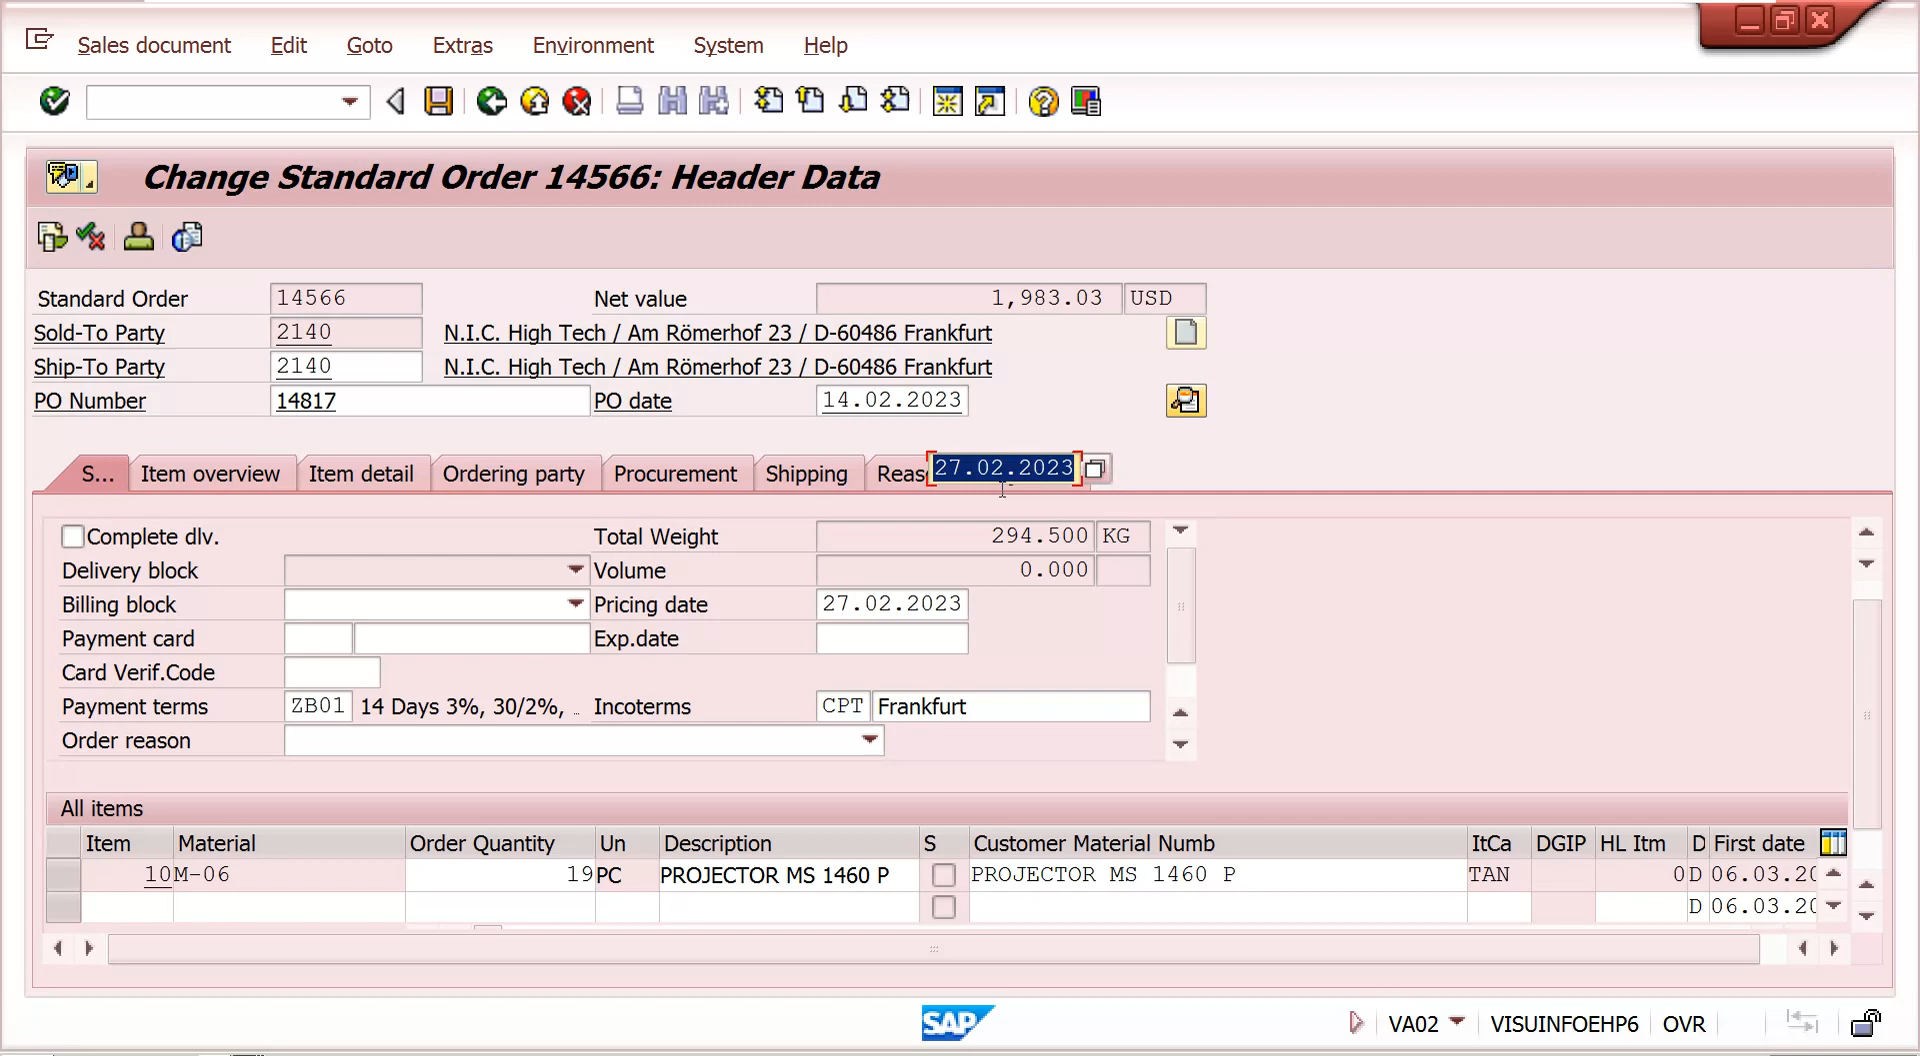 Sales document Edit Goto Extras Environment System Help
Change Standard Order 14566: Header Data
Standard Order 14566 Net value 1,983.03 USD
Sold-To Party 2140 N.I.C. High Tech / Am Römerhof 23 / D-60486 Frankfurt
Ship-To Party 2140 N.I.C. High Tech / Am Römerhof 23 / D-60486 Frankfurt
PO Number 14817 PO date 14.02.2023
S... Item overview Item detail Ordering party Procurement Shipping Reas 27.02.2023
Complete dlv. Total Weight 294.500 KG
Delivery block Volume 0.000
Billing block Pricing date 27.02.2023
Payment card Exp.date
Card Verif.Code
Payment terms ZB01 14 Days 3%, 30/2%, .. Incoterms CPT Frankfurt
Order reason
All items
Item Material Order Quantity Un Description S Customer Material Numb ItCa DGIP HL Itm D First date
10 M-06 19 PC PROJECTOR MS 1460 P PROJECTOR MS 1460 P TAN 0 D 06.03.20
D 06.03.20
SAP VA02 VISUINFOEHP6 OVR